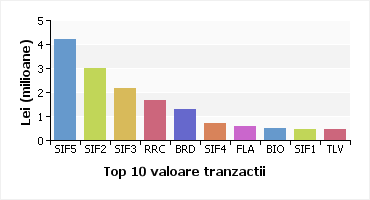 5
4
3
2
1
0
Lei (milioane)
SIF5 SIF2 SIF3 RRC BRD SIF4 FLA BIO SIF1 TLV
Top 10 valoare tranzactii